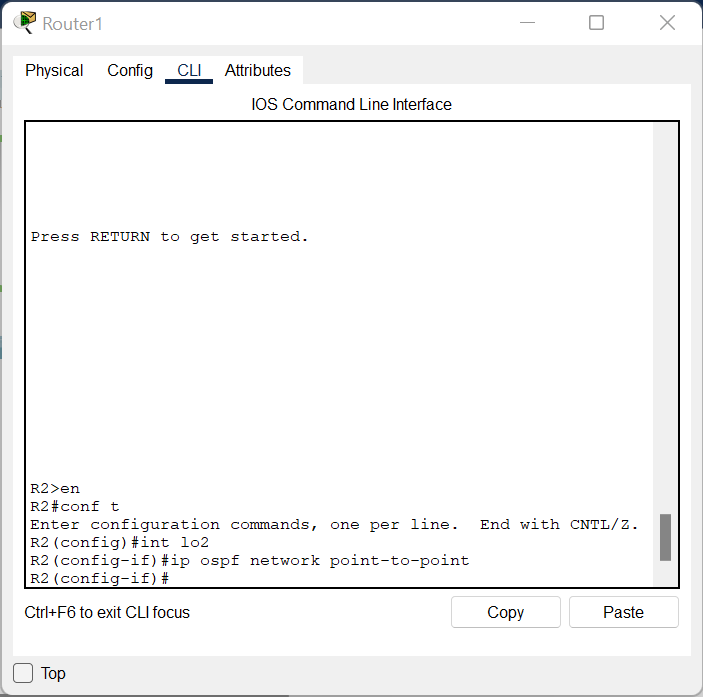 Router1
Physical Config CLI Attributes
IOS Command Line Interface
Press RETURN to get started.
R2>en
R2#conf t
Enter configuration commands, one per line.  End with CNTL/Z.
R2(config)#int lo2
R2(config-if)#ip ospf network point-to-point
R2(config-if)#
Ctrl+F6 to exit CLI focus
Copy Paste
Top